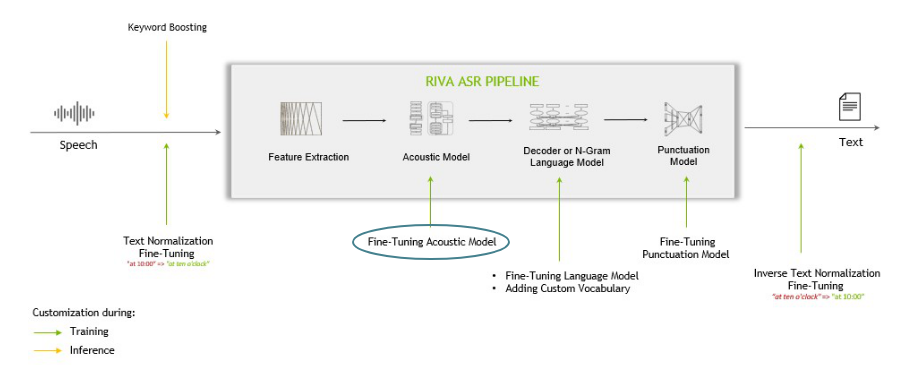 Keyword Boosting
RIVA ASR PIPELINE
Speech
Feature Extraction
Acoustic Model
Decoder or N-Gram
Language Model
Punctuation
Model
Text
Text Normalization
Fine-Tuning
"at 10:00" => "at ten o'clock"
Fine-Tuning Acoustic Model
• Fine-Tuning Language Model
• Adding Custom Vocabulary
Fine-Tuning
Punctuation Model
Inverse Text Normalization
Fine-Tuning
"at ten o'clock" => "at 10:00"
Customization during:
Training
Inference